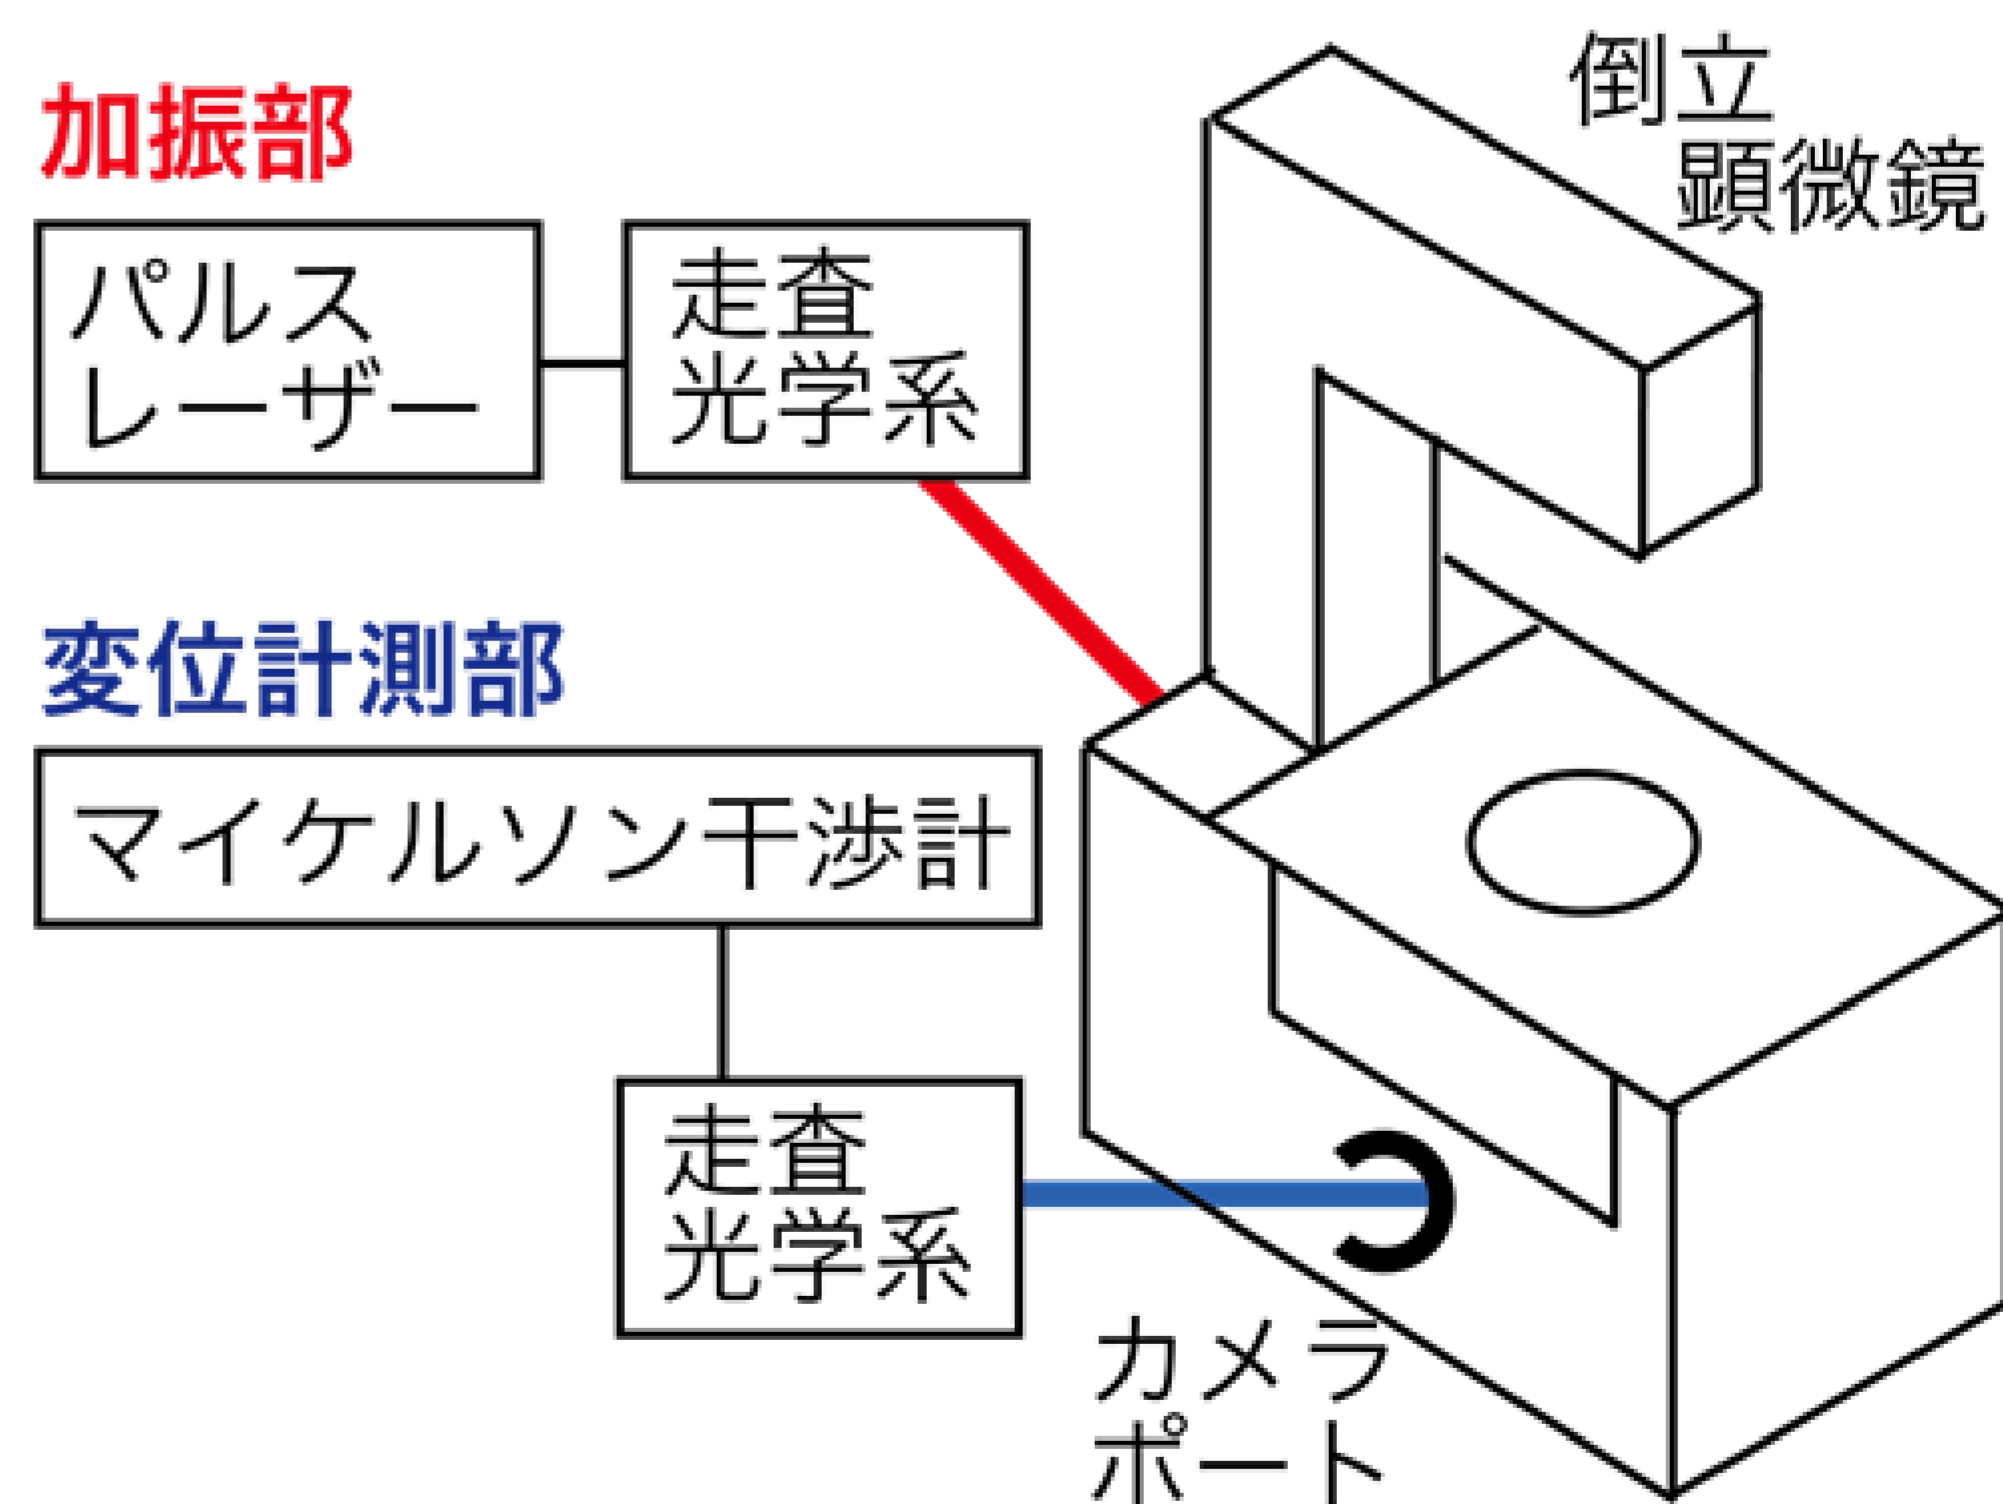 加振部
パルス
レーザー
走査
光学系
倒立
顕微鏡
変位計測部
マイケルソン干渉計
走査
光学系
カメラ
ポート